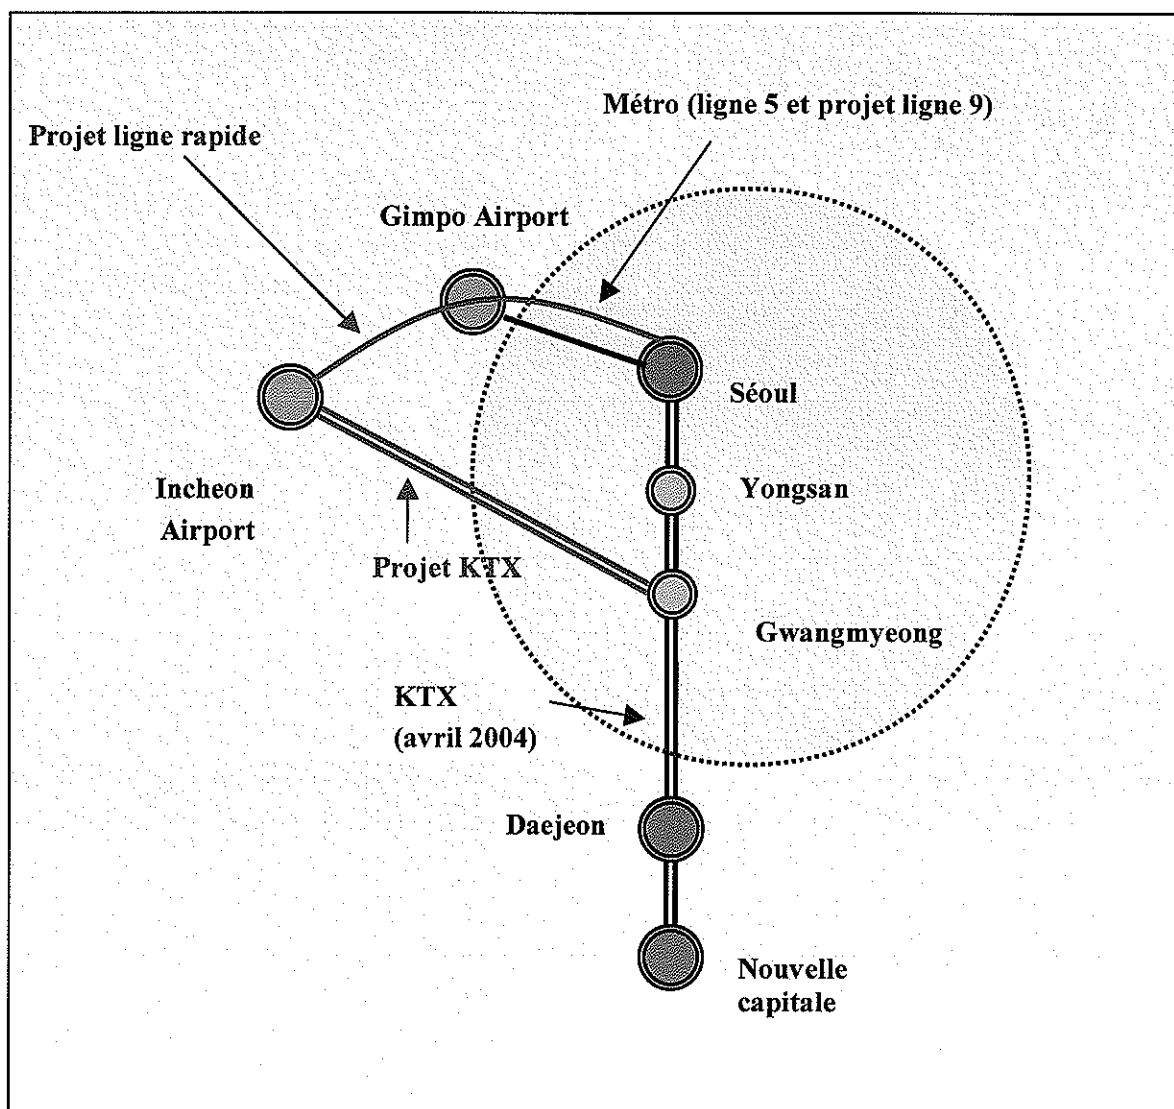 Métro (ligne 5 et projet ligne 9)
Projet ligne rapide
Gimpo Airport
Séoul
Incheon
Airport
Yongsan
Projet KTX
Gwangmyeong
KTX
(avril 2004)
Daejeon
Nouvelle
capitale